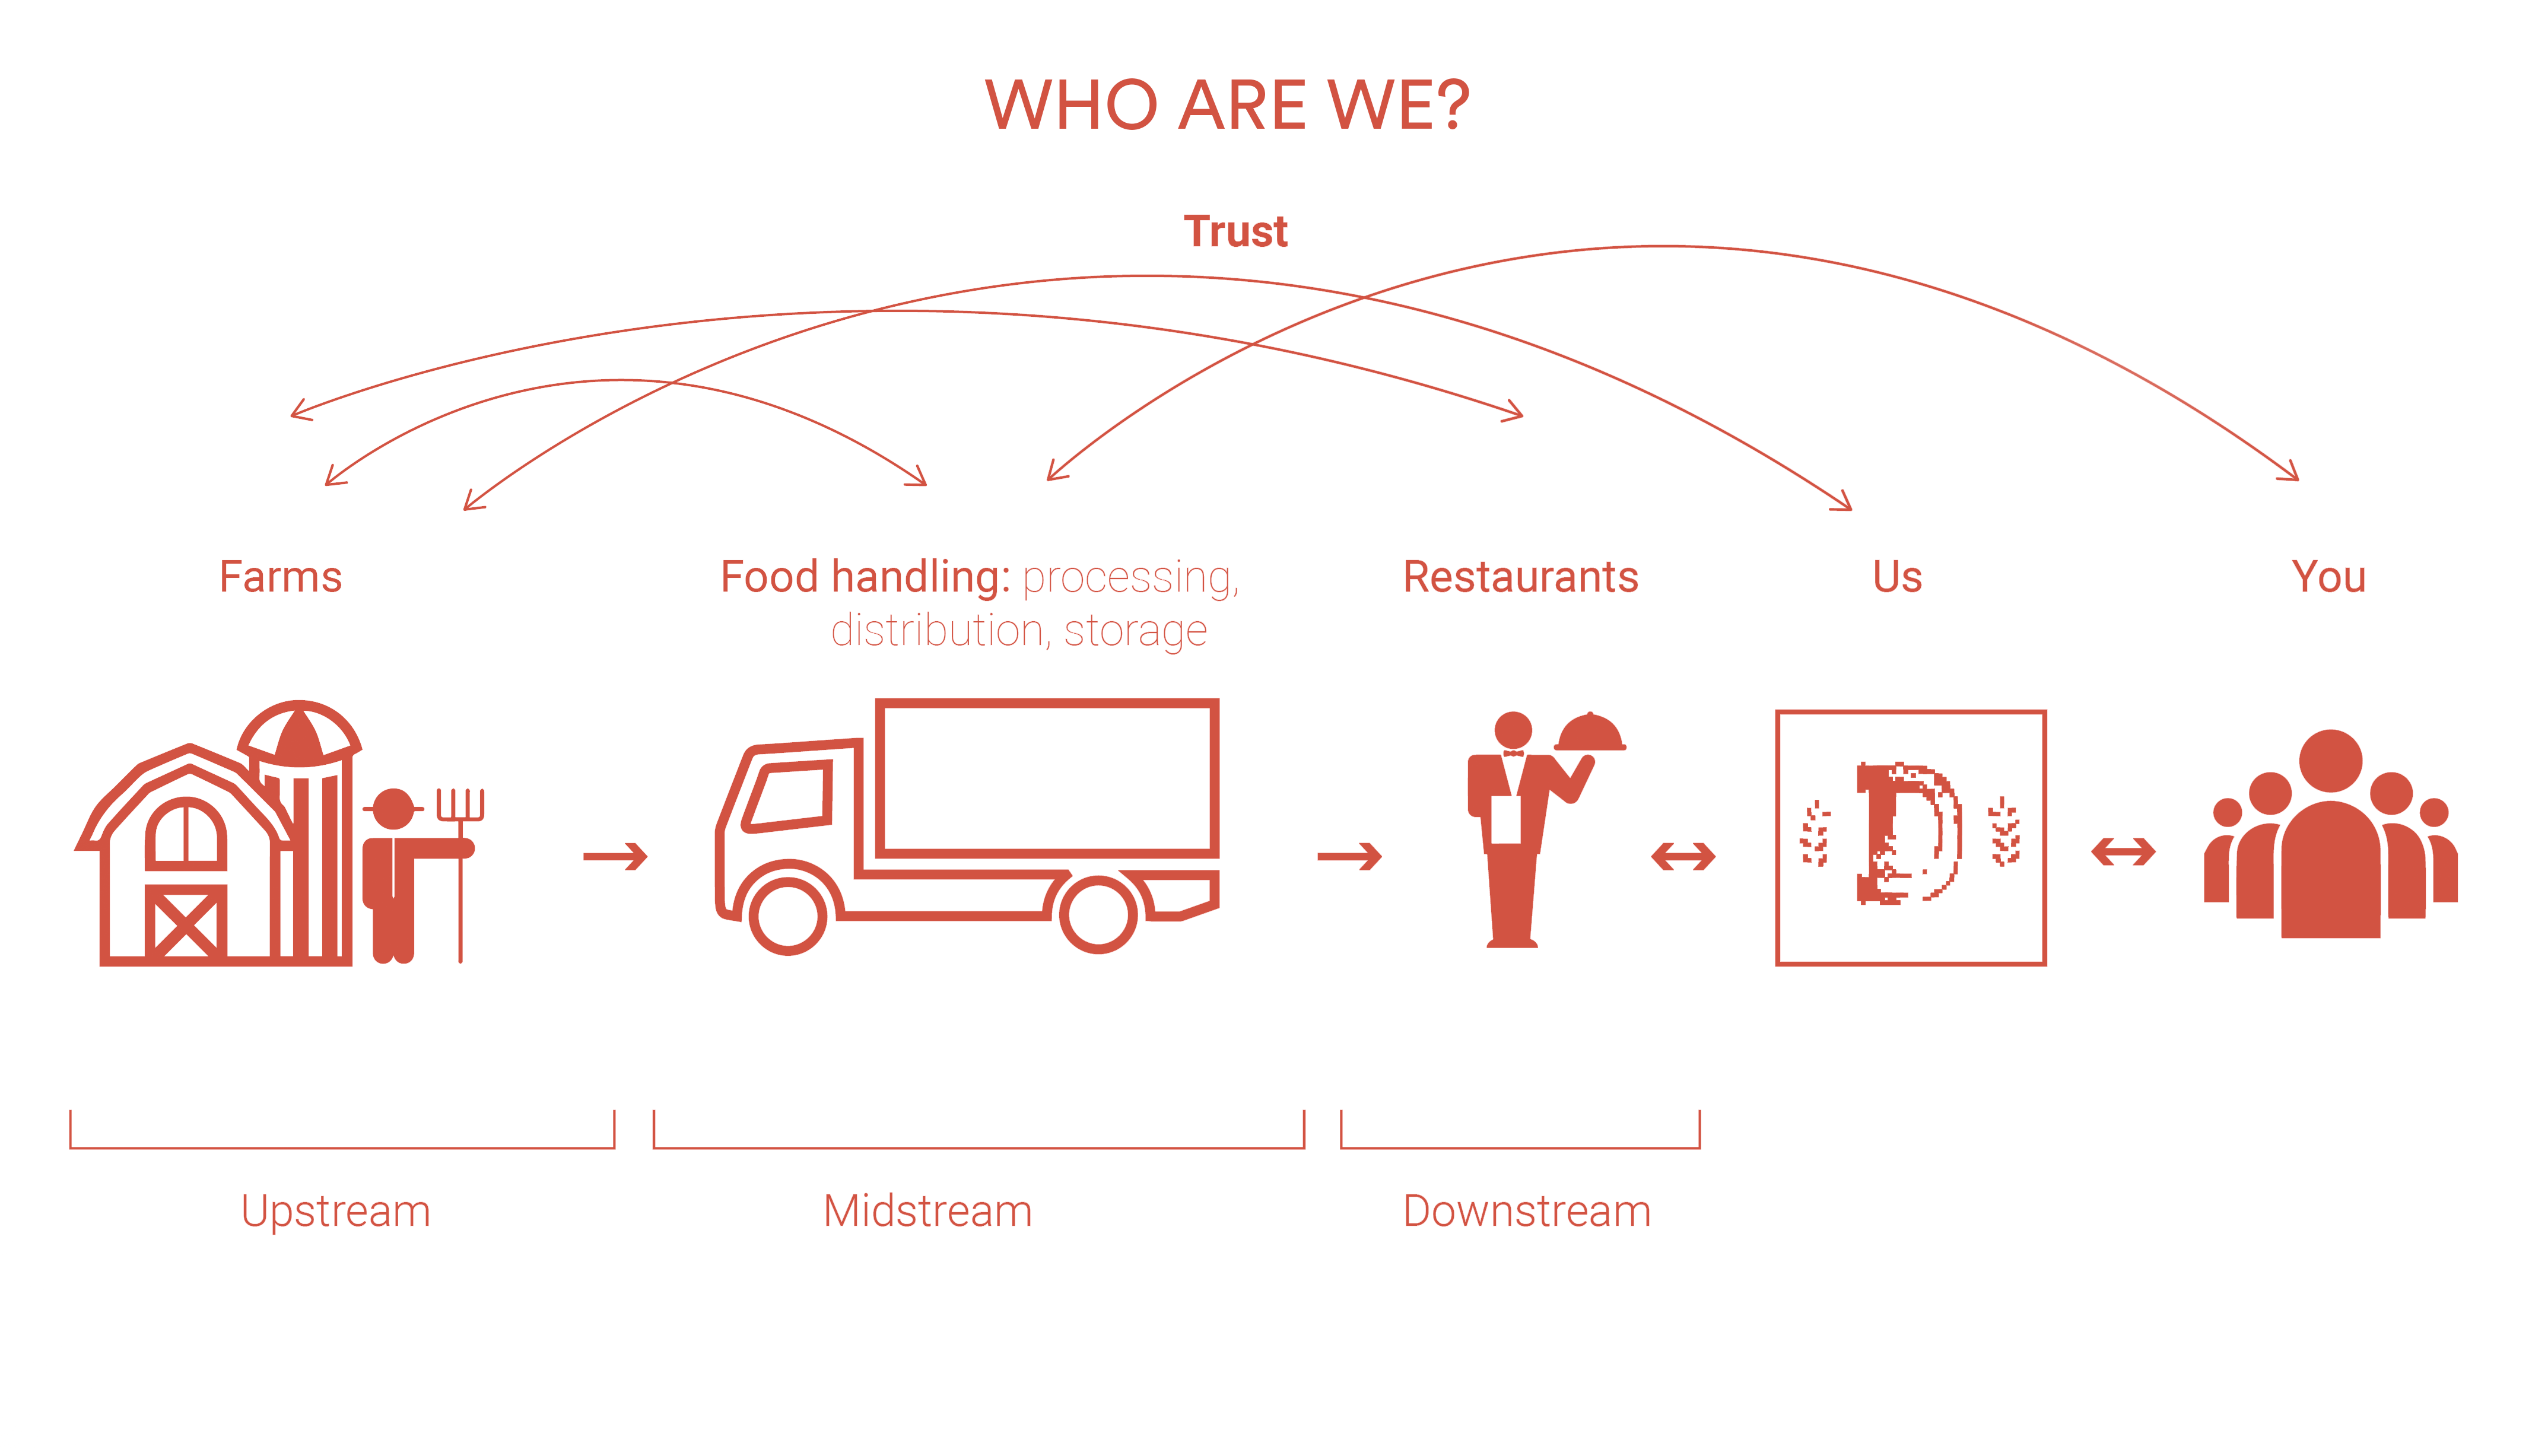 WHO ARE WE?
Trust
Farms
Food handling: processing,
distribution, storage
Restaurants
Us
You
D
Upstream
Midstream
Downstream